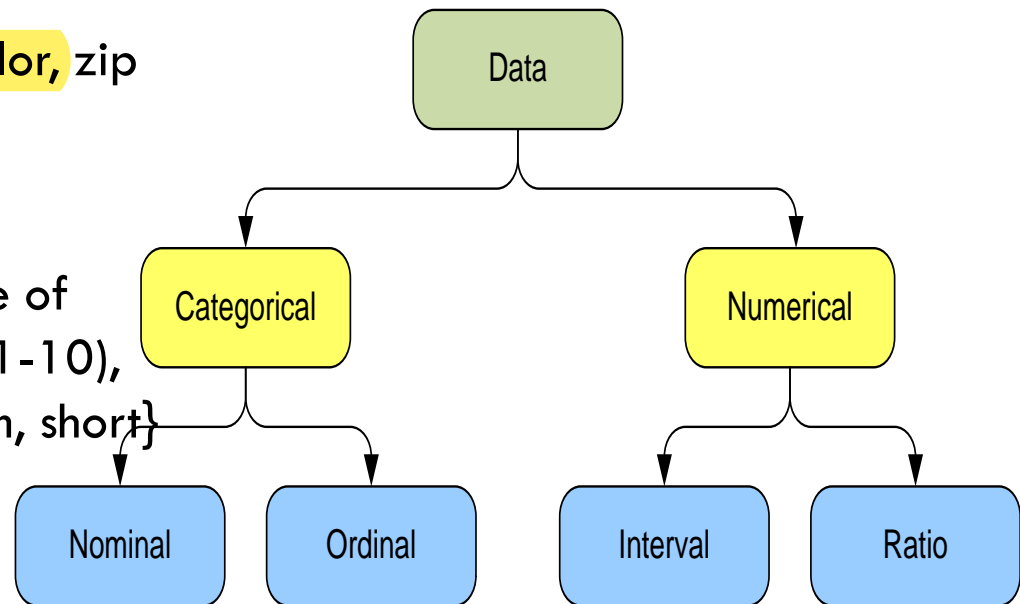 lor, zip
Data
e of
1-10),
n, short}
Categorical
Numerical
Nominal
Ordinal
Interval
Ratio